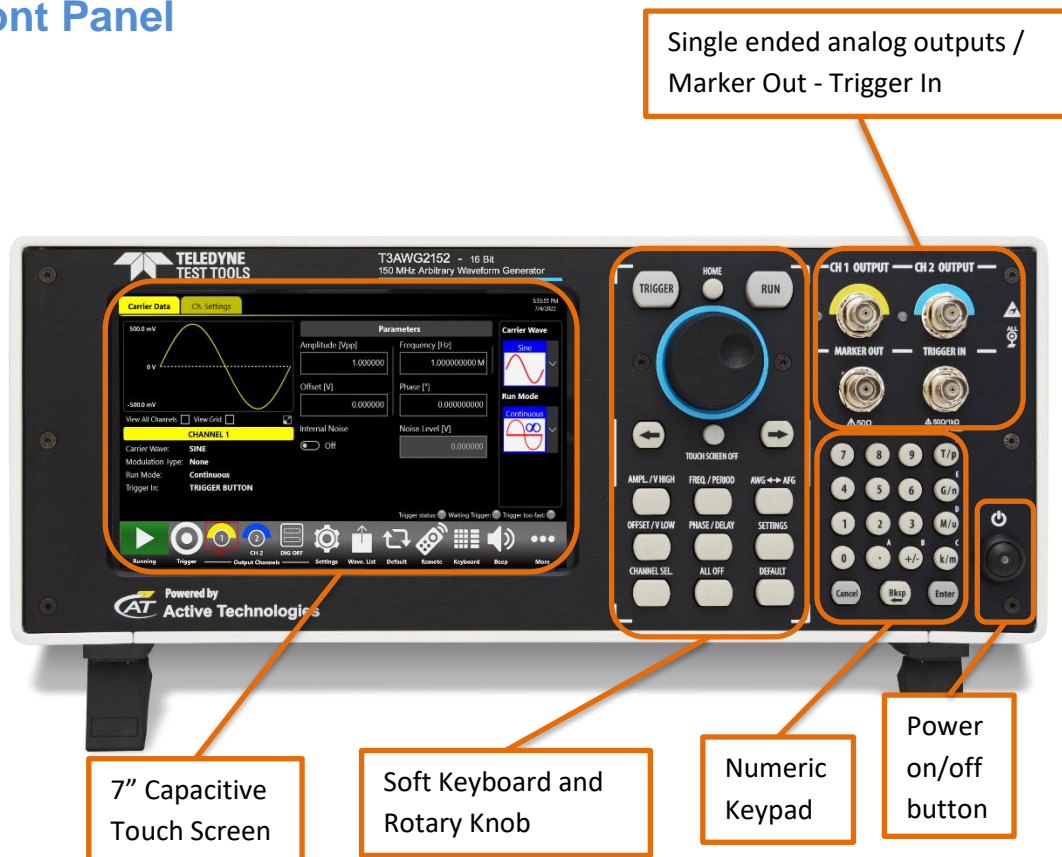 ont Panel
Single ended analog outputs /
Marker Out - Trigger In
TELEDYNE
TEST TOOLS
T3AWG2152 - 16 Bit
150 MHz Arbitrary Waveform Generator
Carrier Data
Ch. Settings
7/4/2022
500.0 mV
0 V
-500.0 mV
View All Channels
View Grid
CHANNEL 1
Carrier Wave: SINE
Modulation Type: None
Run Mode: Continuous
Trigger In: TRIGGER BUTTON
Parameters
Amplitude [Vpp]
1.000000
Frequency [Hz]
1.000000000 M
Offset [V]
0.000000
Phase [°]
0.00000000
Internal Noise
Off
Noise Level [V]
0.000000
Carrier Wave
Sine
Run Mode
Continuous
Trigger status: Waiting Trigger: Trigger too fast:
1
2
DIG OFF
CH 2
Running
Trigger
Output Channels
Settings
Wave. List
Default
Remote
Keyboard
Beep
More
AT
Powered by
Active Technologies
TRIGGER
HOME
RUN
TOUCH SCREEN OFF
AMPL. / V HIGH
FREQ. / PERIOD
AWG ↔ AFG
OFFSET / V LOW
PHASE / DELAY
SETTINGS
CHANNEL SEL.
ALL OFF
DEFAULT
CH 1 OUTPUT
CH 2 OUTPUT
MARKER OUT
TRIGGER IN
50Ω
50Ω/1kΩ
ALL
7 8 9 T/p
E
4 5 6 G/n
D
1 2 3 M/u
A B C
0 . +/- k/m
Cancel Bksp Enter
7” Capacitive
Touch Screen
Soft Keyboard and
Rotary Knob
Numeric
Keypad
Power
on/off
button